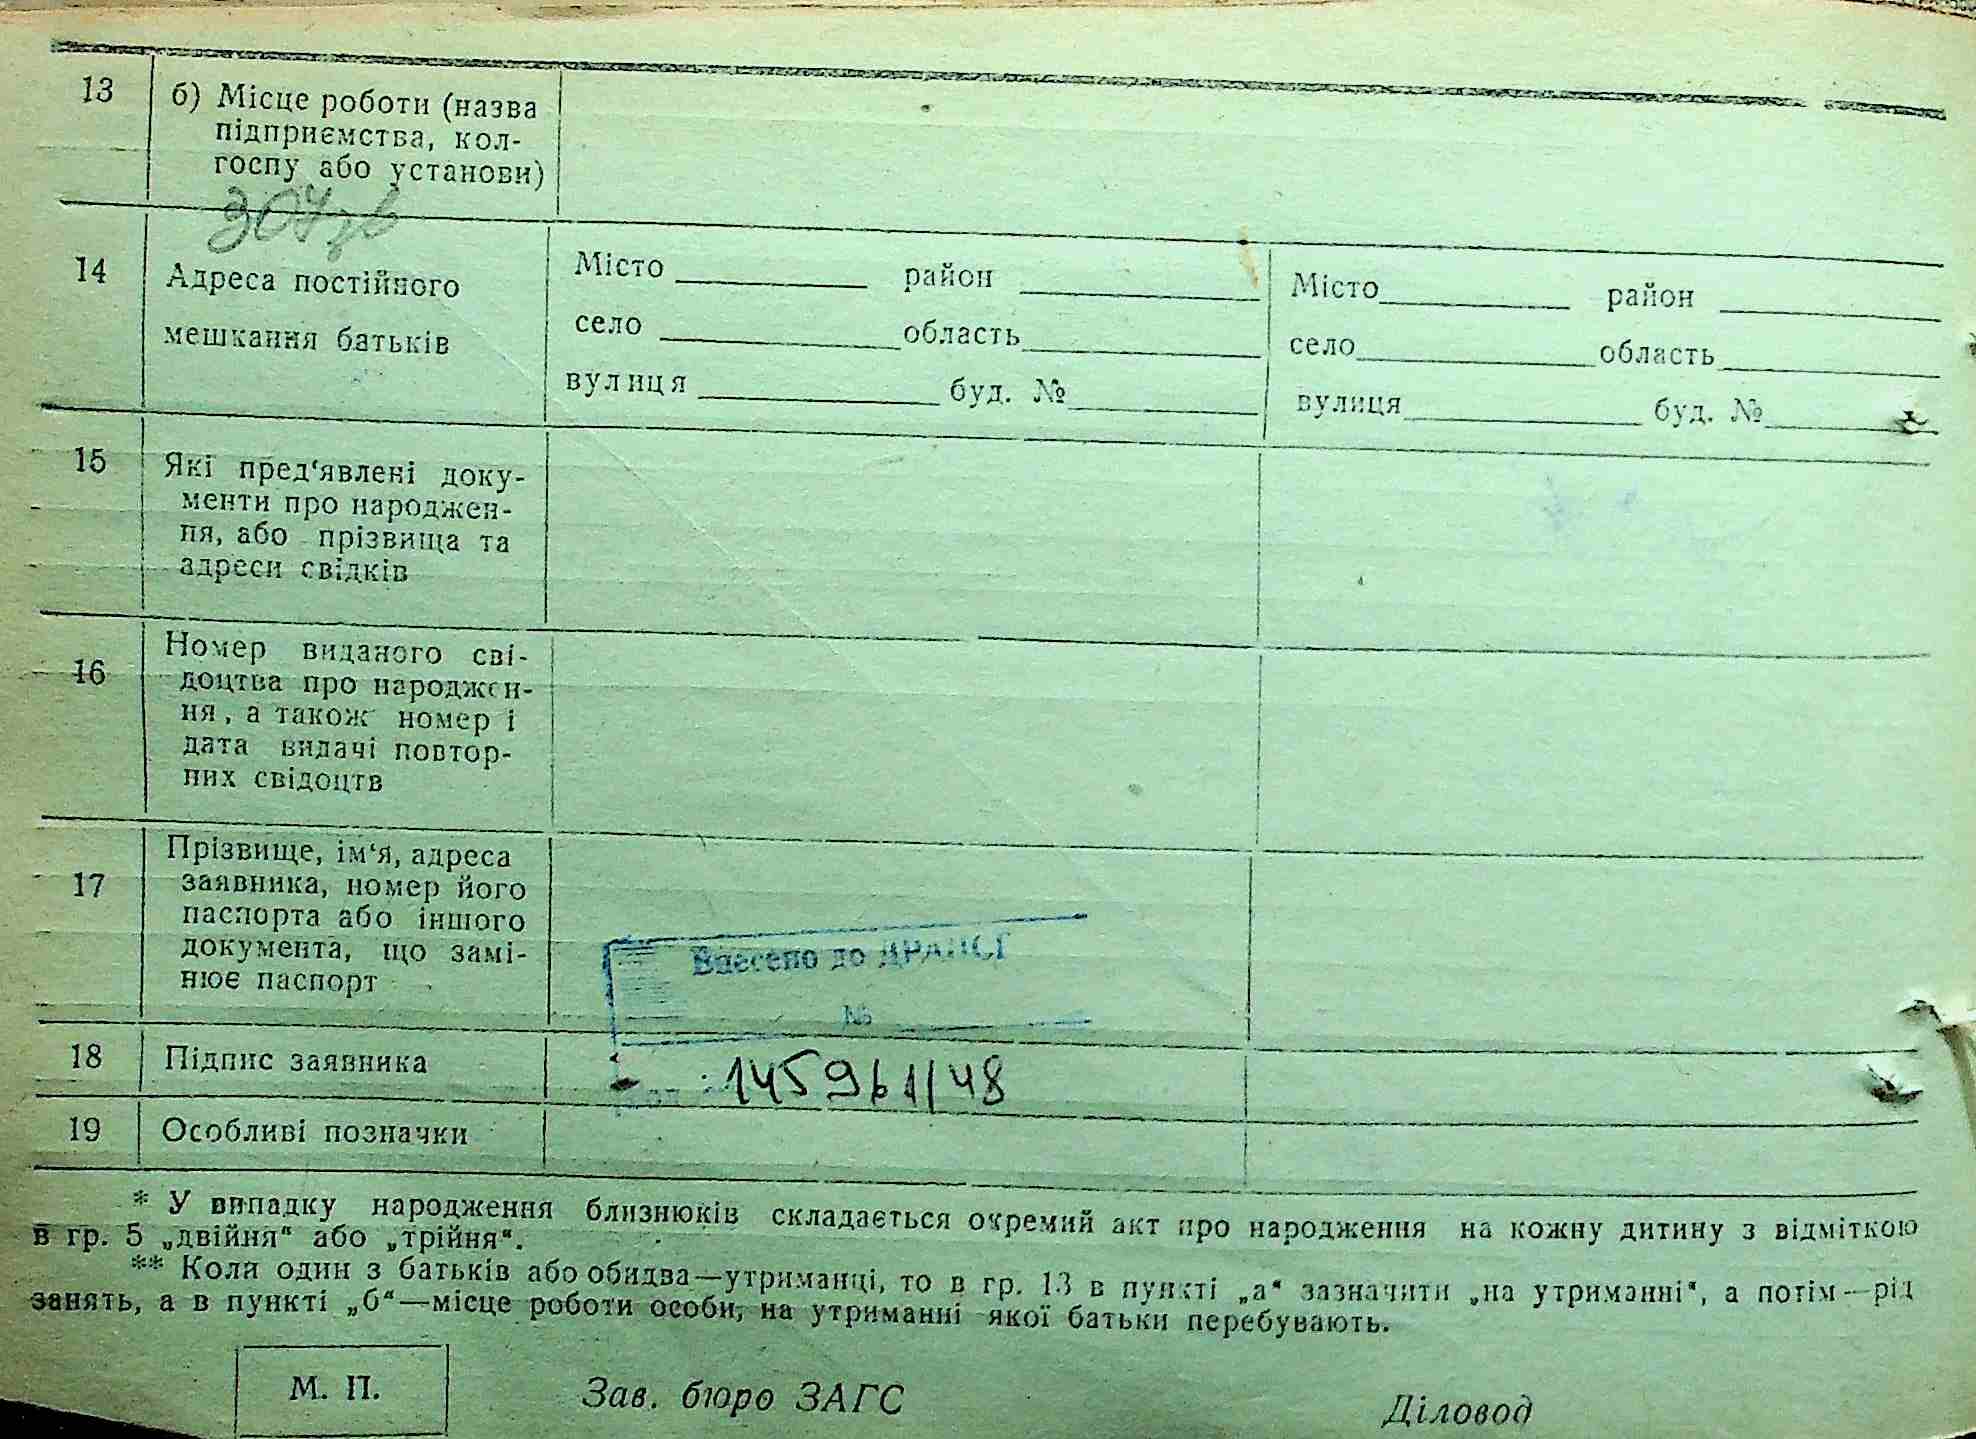 13 б) Місце роботи (назва
підприємства, кол-
госпу або установи)
14 Адреса постійного
мешкання батьків
Місто район
село область
вулиця буд. №
Місто район
село область
вулиця буд. №
15 Які пред‘явлені доку-
менти про народжен-
ня, або прізвища та
адреси свідків
16 Номер виданого сві-
доцтва про народжен-
ня, а також номер і
дата видачі повтор-
них свідоцтв
17 Прізвище, ім‘я, адреса
заявника, номер його
паспорта або іншого
документа, що замі-
нює паспорт
Внесено до ДРАЦСГ
№
18 Підпис заявника
145961/48
19 Особливі позначки
* У випадку народження близнюків складається окремий акт про народження на кожну дитину з відміткою
в гр. 5 „двійня“ або „трійня“.
** Коли один з батьків або обидва—утриманці, то в гр. 13 в пункті „а“ зазначити „на утриманні“, а потім—рід
занять, а в пункті „б“—місце роботи особи, на утриманні якої батьки перебувають.
М. П.
Зав. бюро ЗАГС
Діловод